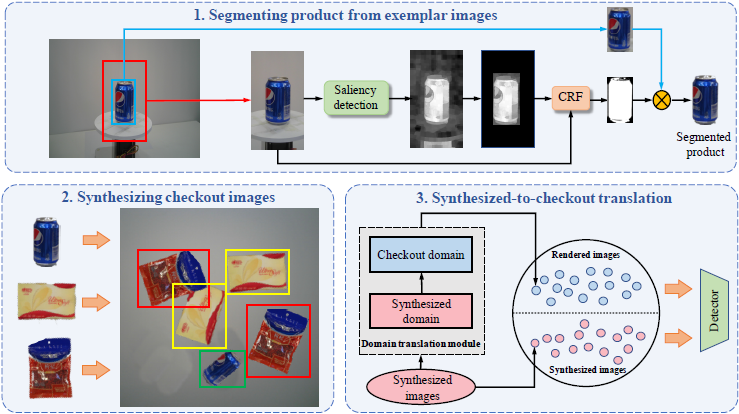 1. Segmenting product from exemplar images
Saliency
detection
CRF
Segmented
product
2. Synthesizing checkout images
3. Synthesized-to-checkout translation
Checkout domain
Synthesized
domain
Domain translation module
Synthesized
images
Rendered images
Synthesized images
Detector